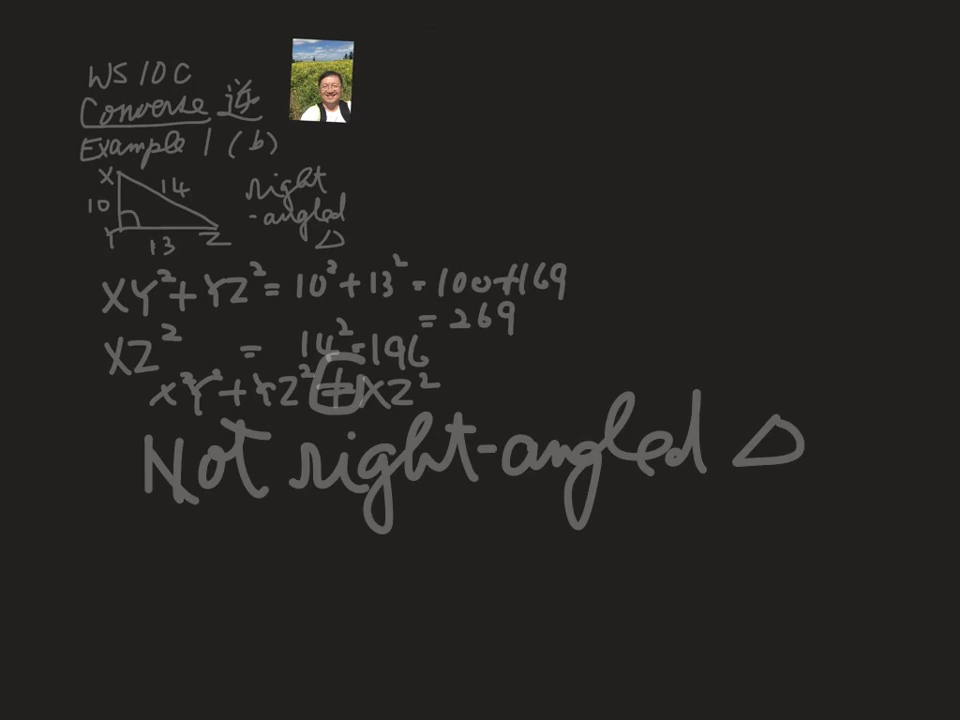 WS 10C
Converse 逆
Example 1 (b)
X 14 10 Y 13 Z
right
-angled
△
XY²+YZ² = 10²+13² = 100+169
= 269
XZ² = 14² = 196
X²Y²+YZ² ≠ XZ²
Not right-angled △